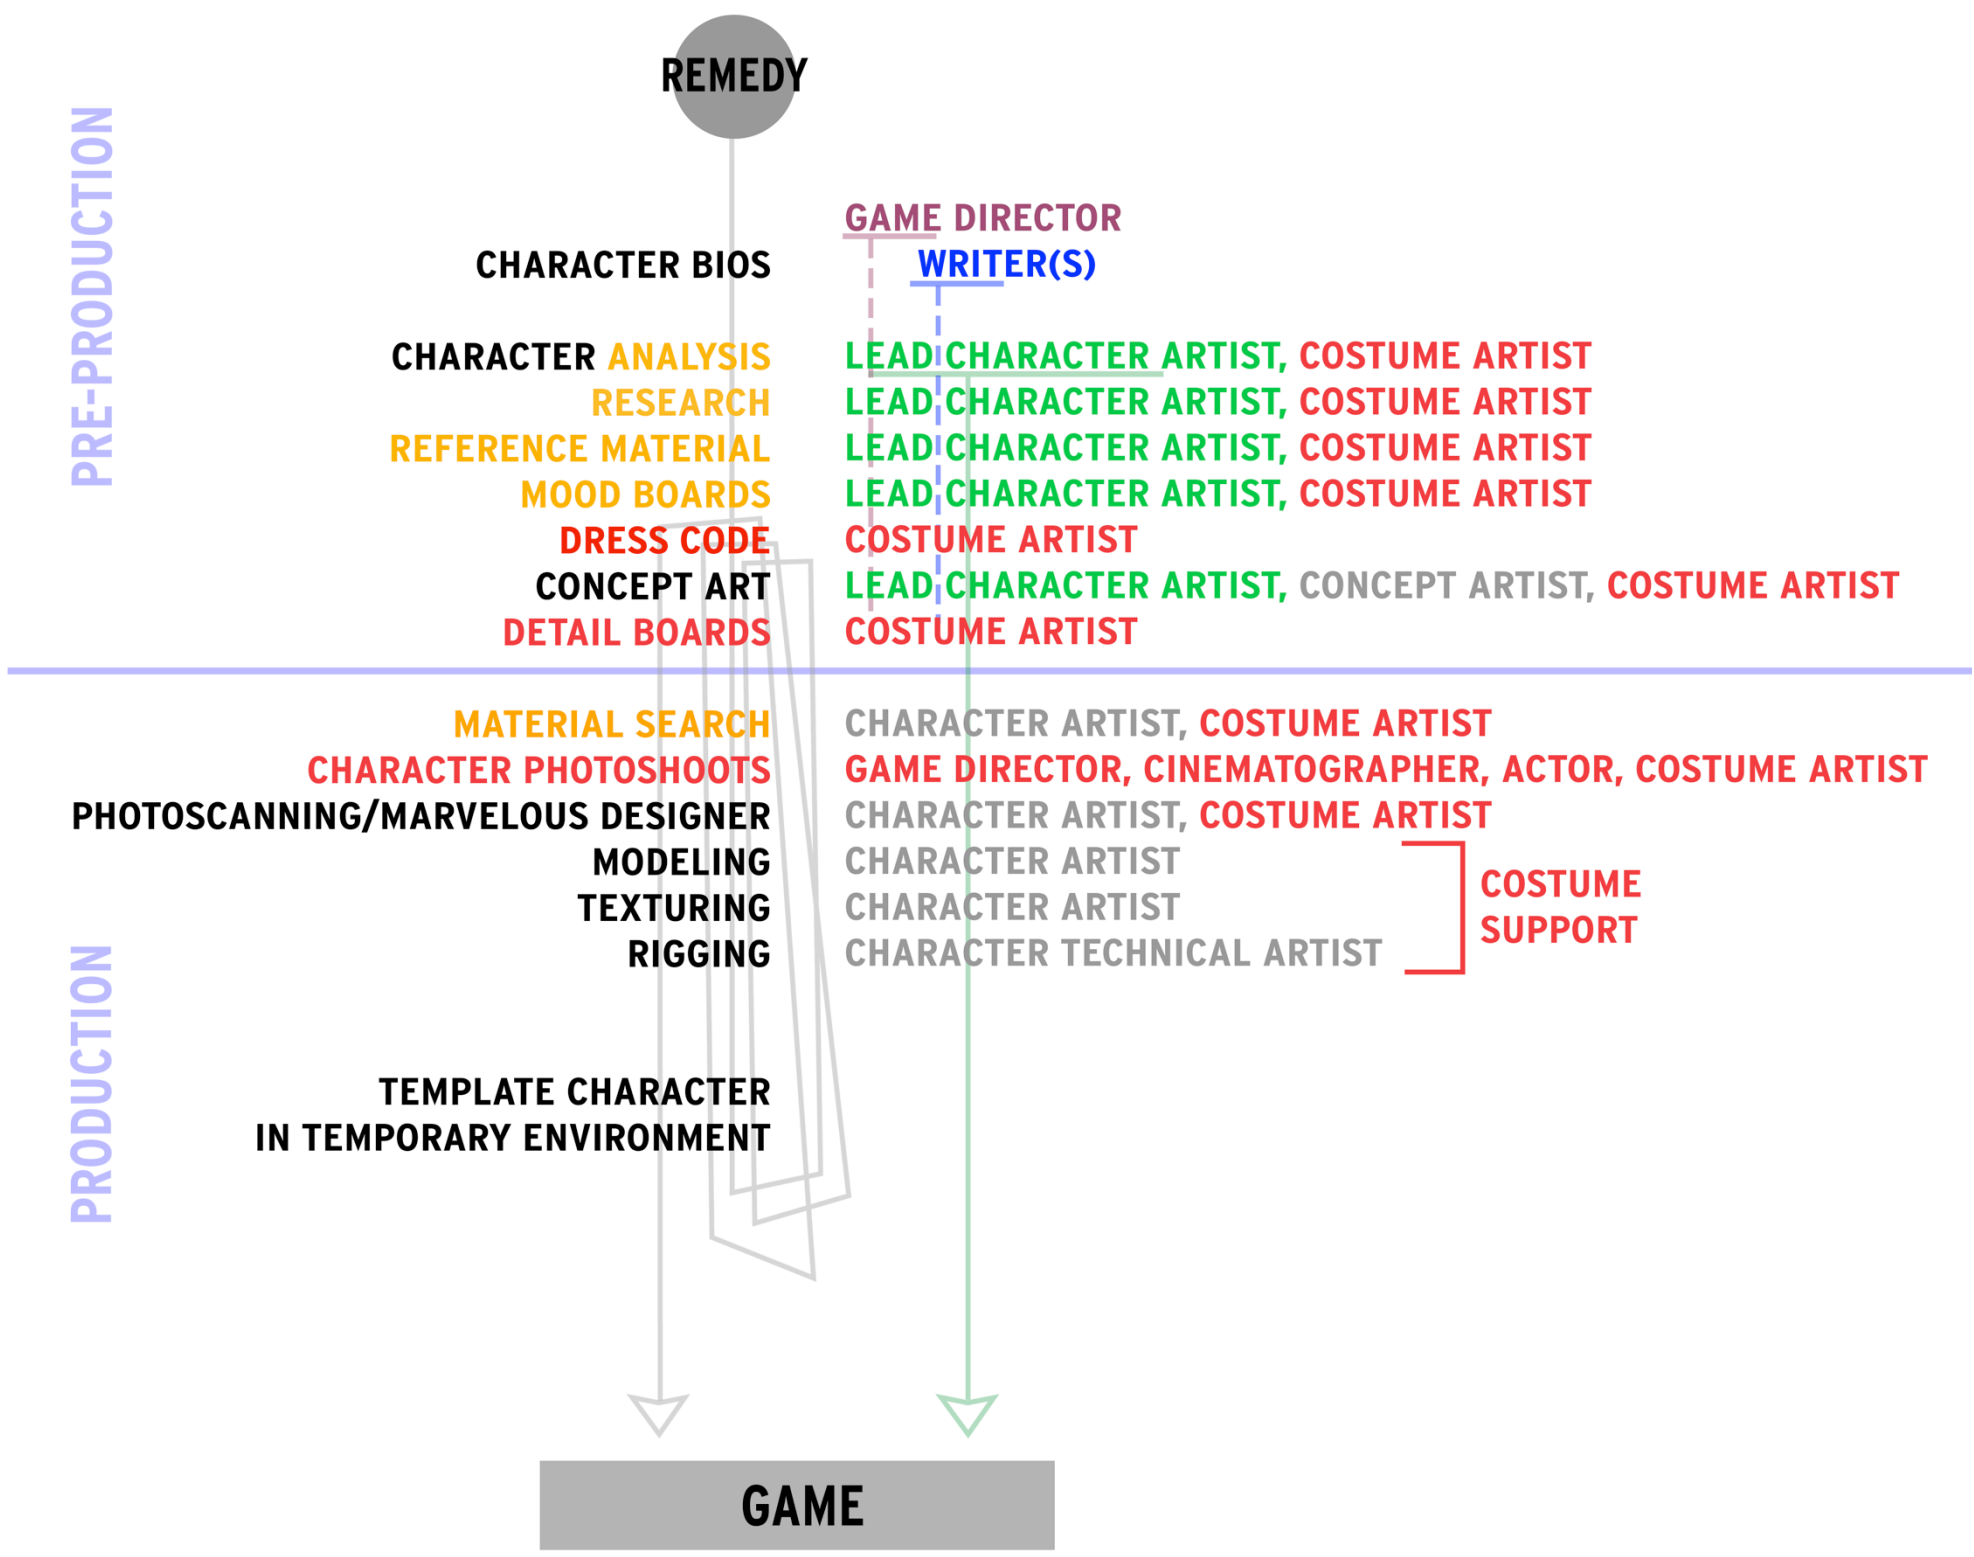 REMEDY
PRE-PRODUCTION
GAME DIRECTOR
CHARACTER BIOS WRITER(S)
CHARACTER ANALYSIS LEAD CHARACTER ARTIST, COSTUME ARTIST
RESEARCH LEAD CHARACTER ARTIST, COSTUME ARTIST
REFERENCE MATERIAL LEAD CHARACTER ARTIST, COSTUME ARTIST
MOOD BOARDS LEAD CHARACTER ARTIST, COSTUME ARTIST
DRESS CODE COSTUME ARTIST
CONCEPT ART LEAD CHARACTER ARTIST, CONCEPT ARTIST, COSTUME ARTIST
DETAIL BOARDS COSTUME ARTIST
PRODUCTION
MATERIAL SEARCH CHARACTER ARTIST, COSTUME ARTIST
CHARACTER PHOTOSHOOTS GAME DIRECTOR, CINEMATOGRAPHER, ACTOR, COSTUME ARTIST
PHOTOSCANNING/MARVELOUS DESIGNER CHARACTER ARTIST, COSTUME ARTIST
MODELING CHARACTER ARTIST
TEXTURING CHARACTER ARTIST
RIGGING CHARACTER TECHNICAL ARTIST
COSTUME
SUPPORT
TEMPLATE CHARACTER
IN TEMPORARY ENVIRONMENT
GAME